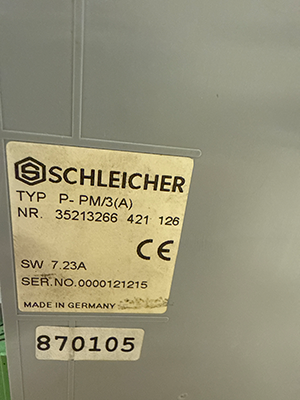 SCHLEICHER
TYP P-PM/3(A)
NR. 35213266 421 126
CE
SW 7.23A
SER.NO.0000121215
MADE IN GERMANY
870105